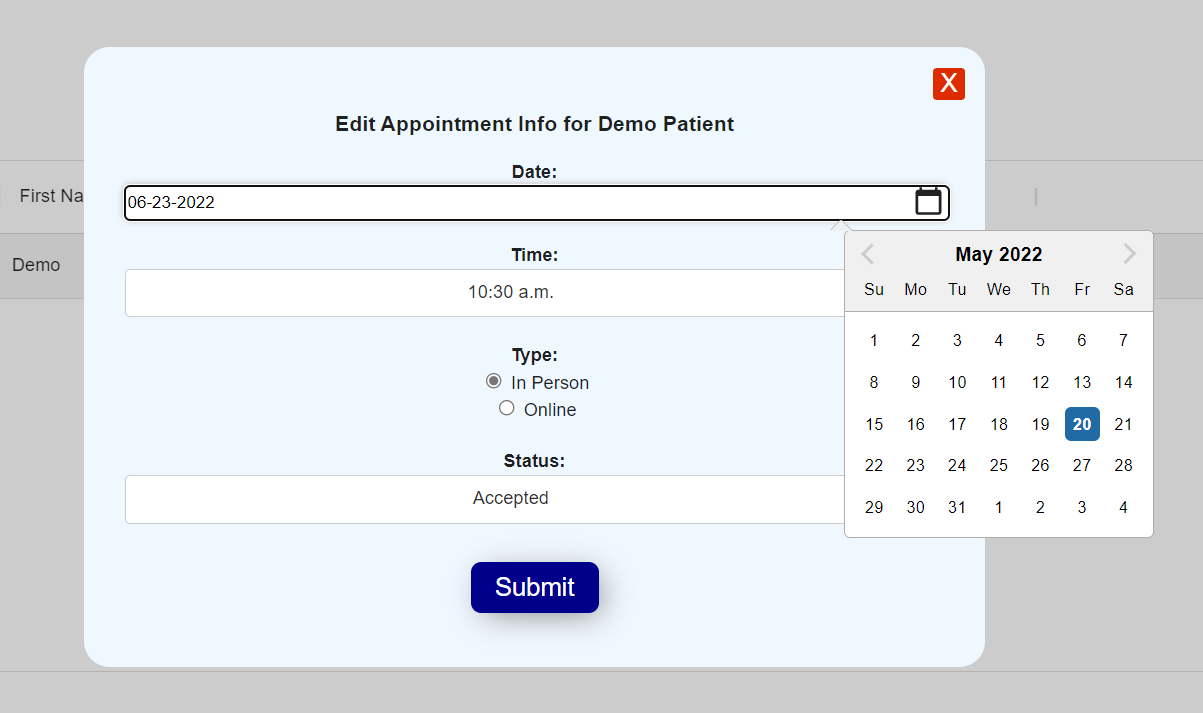 X
Edit Appointment Info for Demo Patient
Date:
First Na
06-23-2022
Time:
Demo
10:30 a.m.
Type:
In Person
Online
Status:
Accepted
Submit
May 2022
Su Mo Tu We Th Fr Sa
1 2 3 4 5 6 7
8 9 10 11 12 13 14
15 16 17 18 19 20 21
22 23 24 25 26 27 28
29 30 31 1 2 3 4